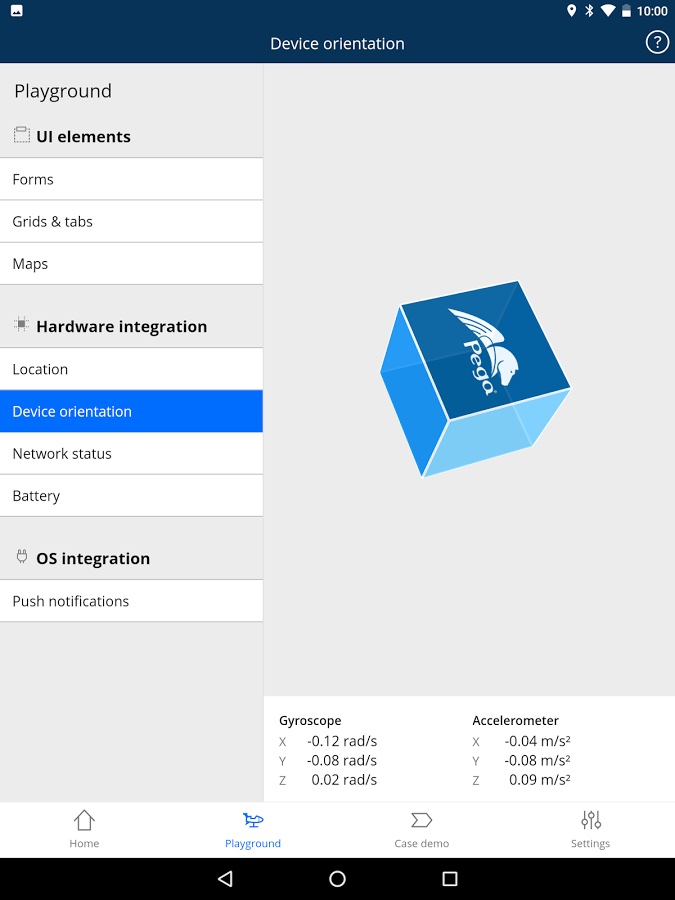 10:00
Device orientation
?
Playground
UI elements
Forms
Grids & tabs
Maps
Hardware integration
Location
Device orientation
Network status
Battery
OS integration
Push notifications
Pega
Gyroscope
X -0.12 rad/s
Y -0.08 rad/s
Z 0.02 rad/s
Accelerometer
X -0.04 m/s²
Y -0.08 m/s²
Z 0.09 m/s²
Home
Playground
Case demo
Settings